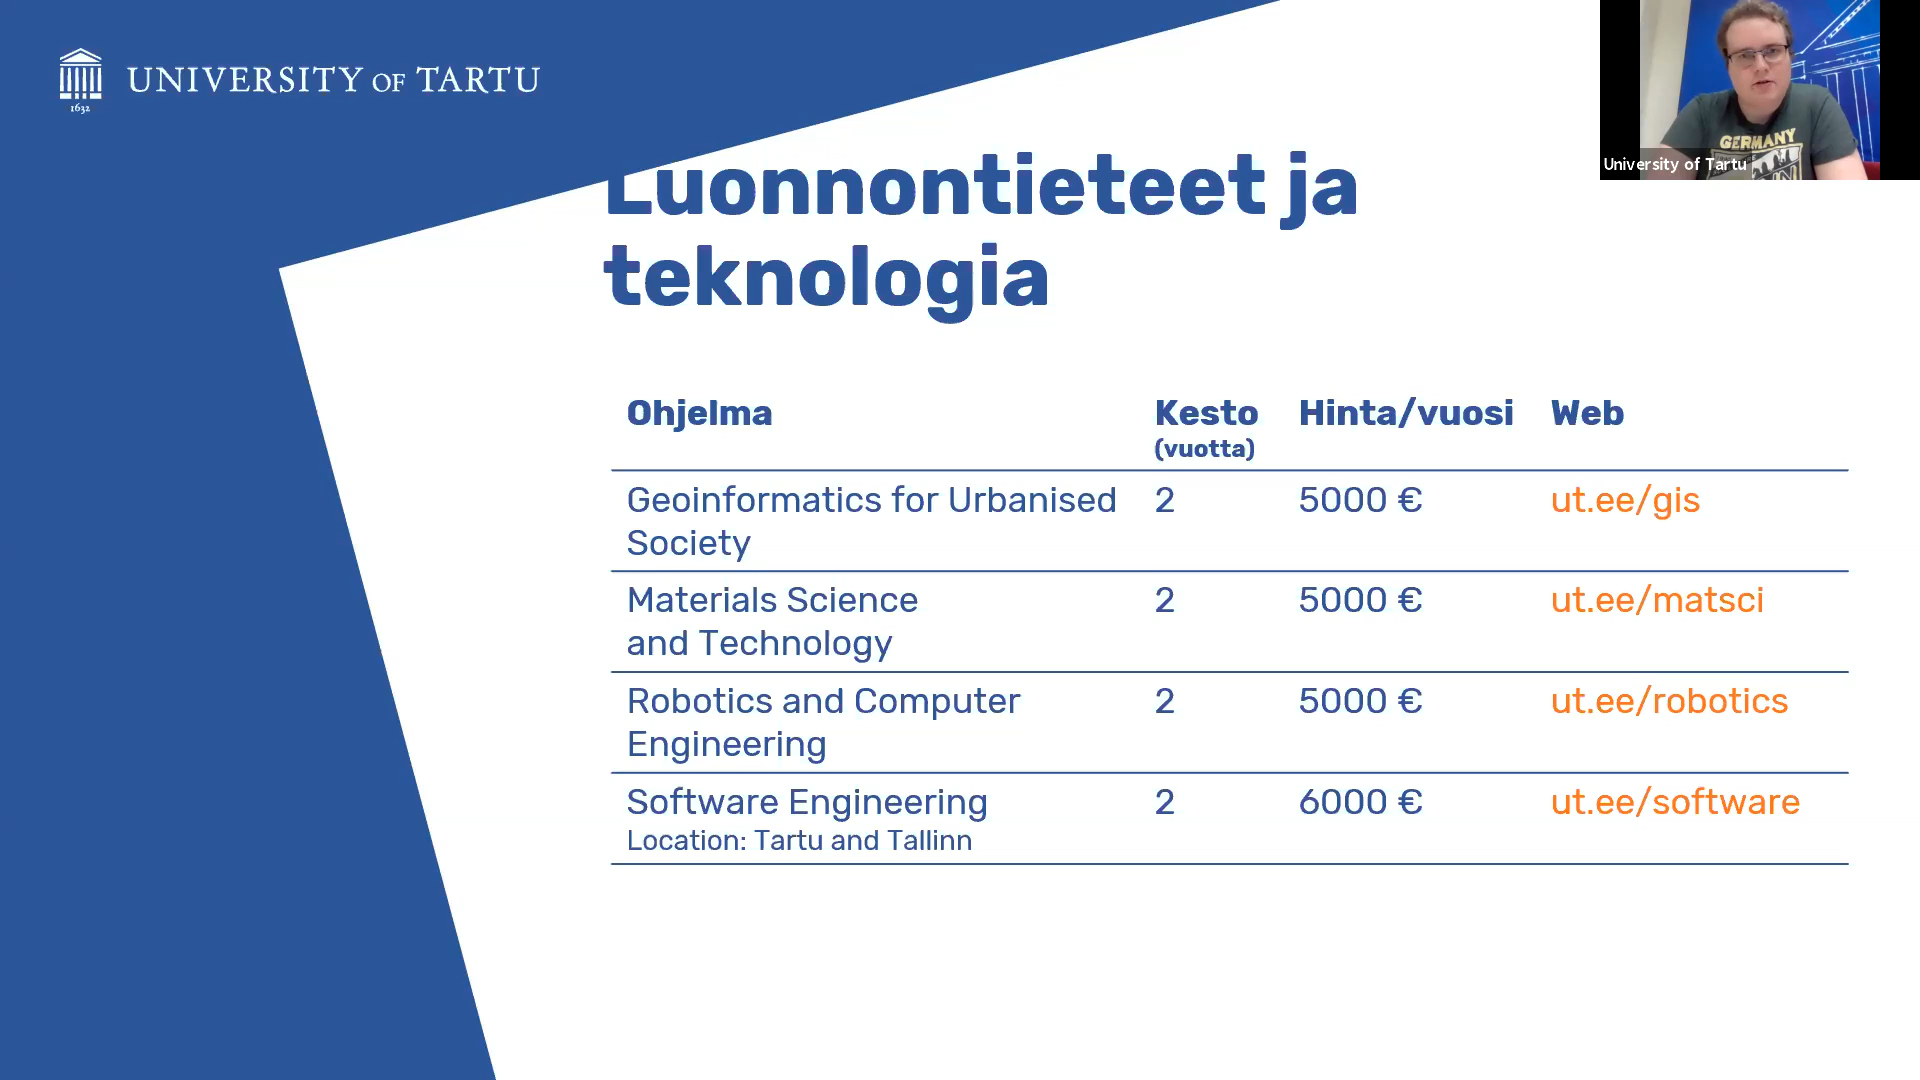 UNIVERSITY OF TARTU
1632
Luonnontieteet ja
teknologia
Ohjelma
Kesto
(vuotta)
Hinta/vuosi
Web
Geoinformatics for Urbanised
Society
2
5000 €
ut.ee/gis
Materials Science
and Technology
2
5000 €
ut.ee/matsci
Robotics and Computer
Engineering
2
5000 €
ut.ee/robotics
Software Engineering
Location: Tartu and Tallinn
2
6000 €
ut.ee/software
GERMANY
University of Tartu